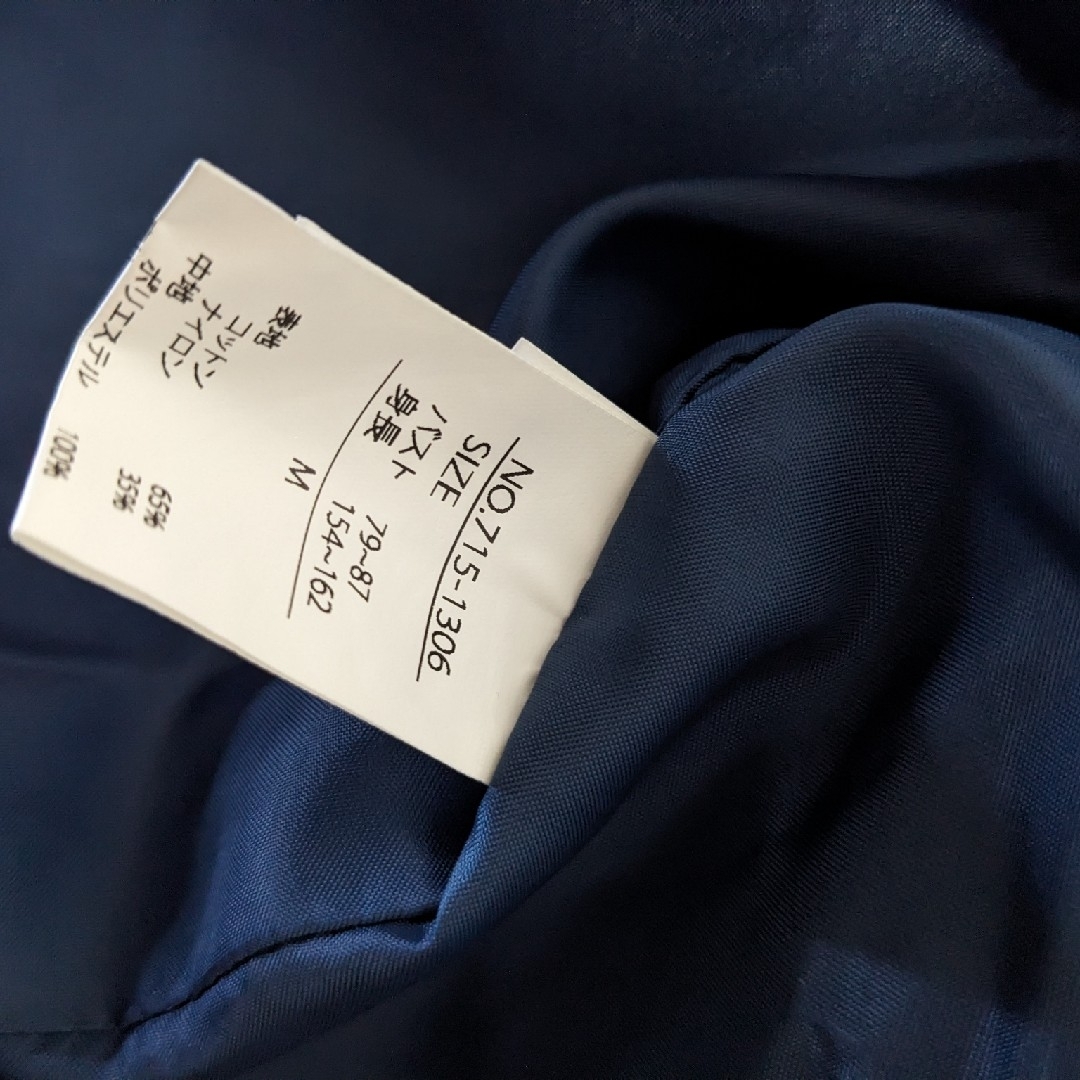 NO.715-1306
SIZE
バスト 79~87
身長 154~162
M
表地
コットン 65%
ナイロン 35%
中地
ポリエステル 100%